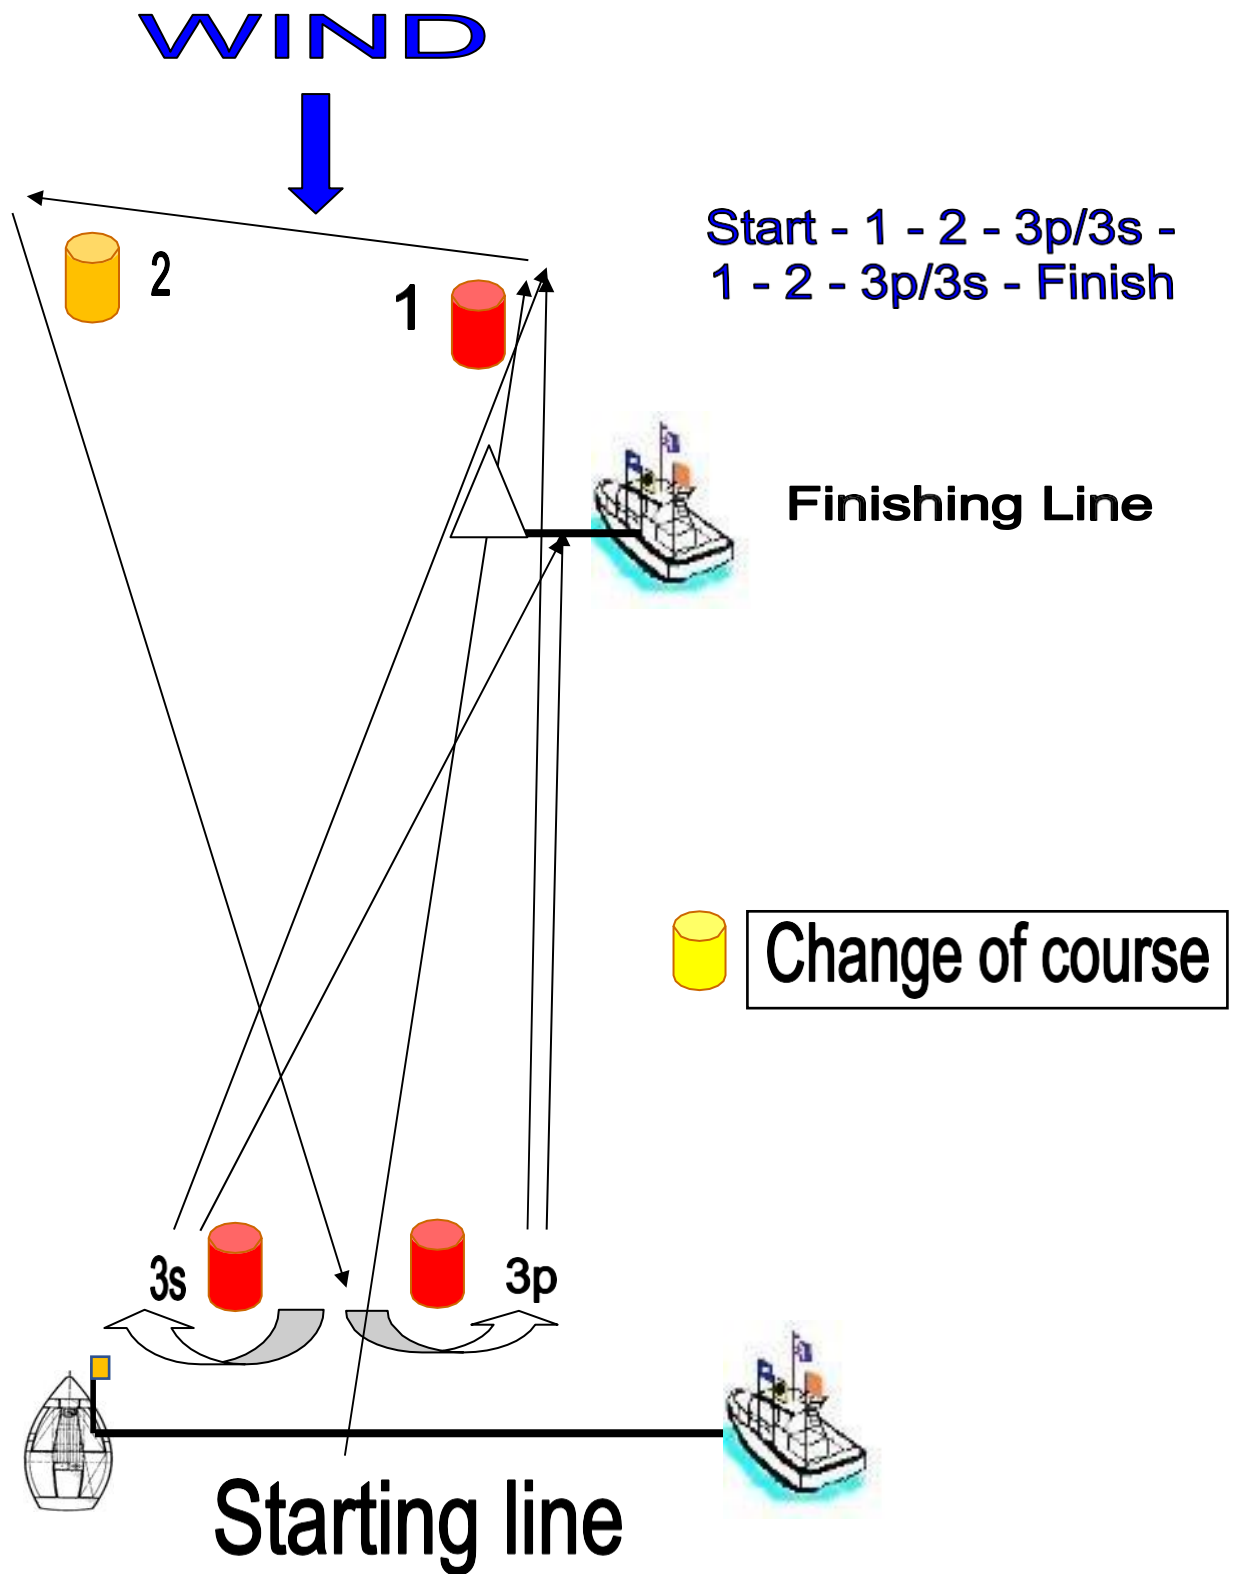 WIND
Start - 1 - 2 - 3p/3s -
1 - 2 - 3p/3s - Finish
2
1
Finishing Line
Change of course
3s
3p
Starting line